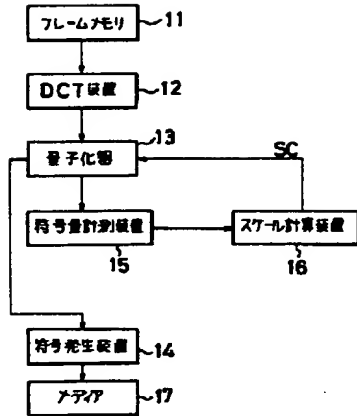 フレームメモリ 11
DCT装置 12
13
SC
量子化器
符号量計測装置 スケール計算装置
15 16
符号発生装置 14
メディア 17